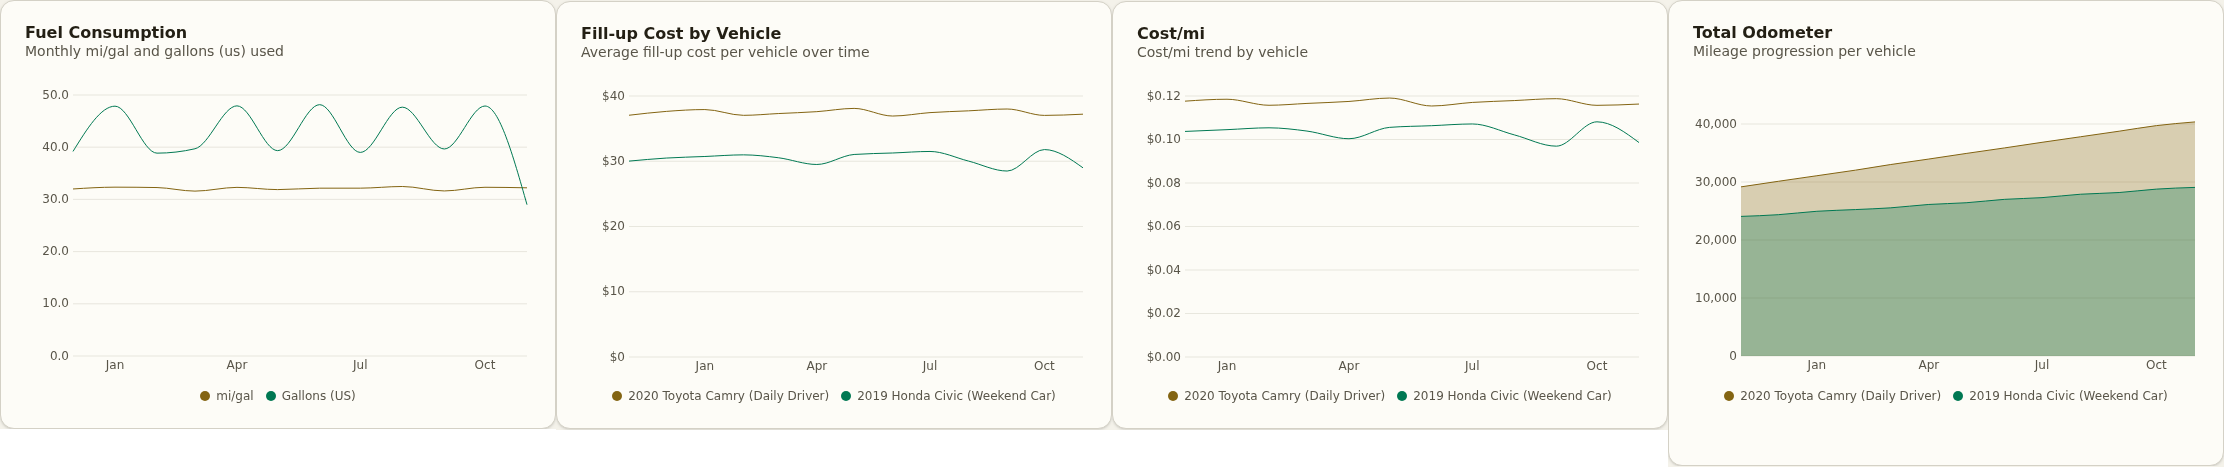 Fuel Consumption
Monthly mi/gal and gallons (us) used
50.0
40.0
30.0
20.0
10.0
0.0
Jan Apr Jul Oct
mi/gal Gallons (US)
Fill-up Cost by Vehicle
Average fill-up cost per vehicle over time
$40
$30
$20
$10
$0
Jan Apr Jul Oct
2020 Toyota Camry (Daily Driver) 2019 Honda Civic (Weekend Car)
Cost/mi
Cost/mi trend by vehicle
$0.12
$0.10
$0.08
$0.06
$0.04
$0.02
$0.00
Jan Apr Jul Oct
2020 Toyota Camry (Daily Driver) 2019 Honda Civic (Weekend Car)
Total Odometer
Mileage progression per vehicle
40,000
30,000
20,000
10,000
0
Jan Apr Jul Oct
2020 Toyota Camry (Daily Driver) 2019 Honda Civic (Weekend Car)